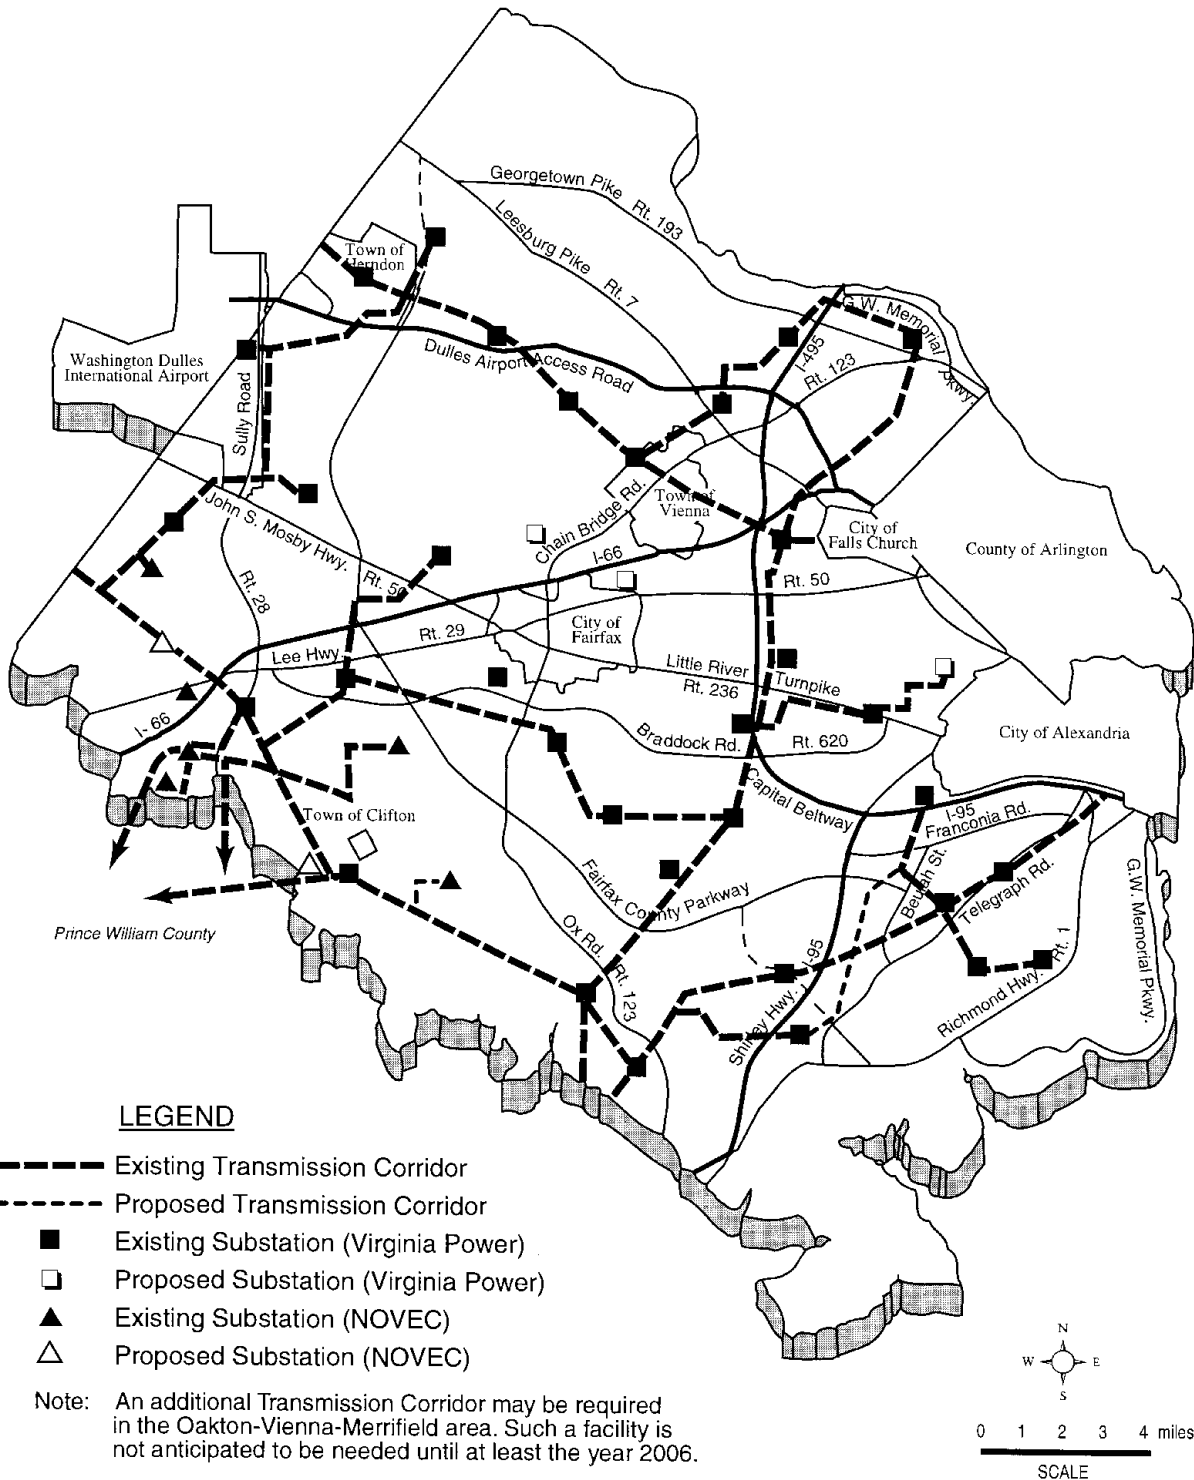 Georgetown Pike Rt. 193
Leesburg Pike Rt. 7
Town of
Herndon
G.W. Memorial Pkwy.
I-495
Rt. 123
Dulles Airport Access Road
Washington Dulles
International Airport
Sully Road
John S. Mosby Hwy. Rt. 50
Chain Bridge Rd.
Town of
Vienna
I-66
City of
Falls Church
County of Arlington
Rt. 50
Rt. 28
Rt. 29
Lee Hwy.
City of
Fairfax
Little River Turnpike
Rt. 236
I- 66
Braddock Rd.
Rt. 620
City of Alexandria
Capital Beltway
Town of Clifton
I-95
Franconia Rd.
Beulah St.
Telegraph Rd.
Fairfax County Parkway
Ox Rd. Rt. 123
Prince William County
Shirley Hwy. I-95
Richmond Hwy. Rt. 1
G.W. Memorial Pkwy.
LEGEND
Existing Transmission Corridor
Proposed Transmission Corridor
Existing Substation (Virginia Power)
Proposed Substation (Virginia Power)
Existing Substation (NOVEC)
Proposed Substation (NOVEC)
Note: An additional Transmission Corridor may be required
in the Oakton-Vienna-Merrifield area. Such a facility is
not anticipated to be needed until at least the year 2006.
N
W E
S
0 1 2 3 4 miles
SCALE